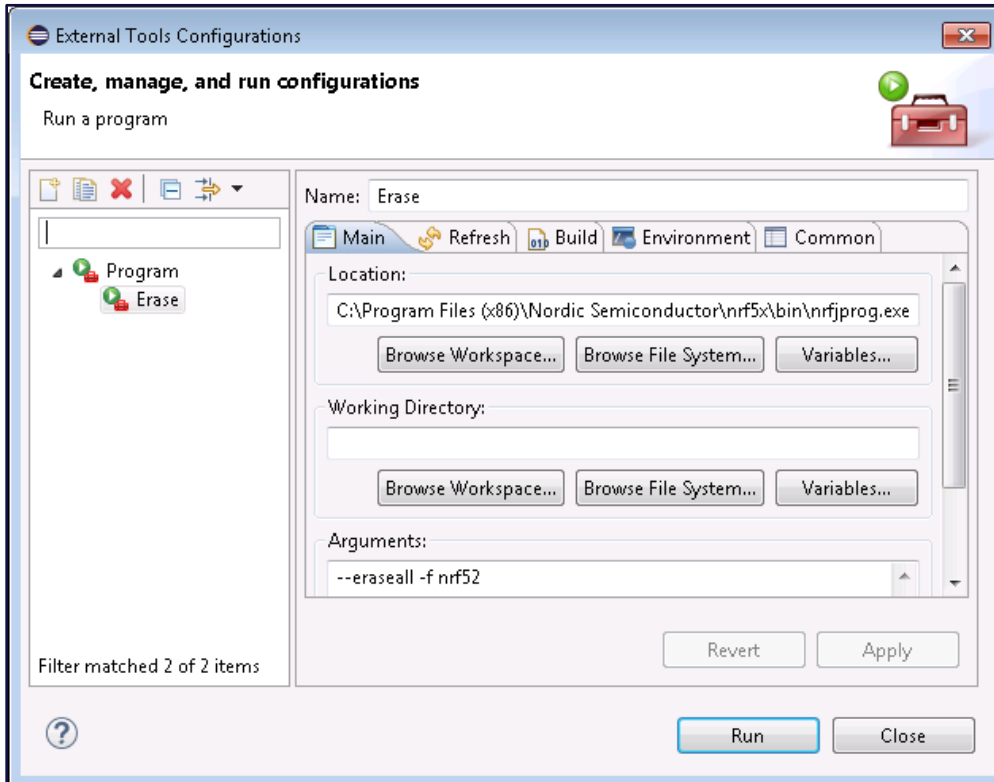 External Tools Configurations
Create, manage, and run configurations
Run a program
Name: Erase
Main Refresh 010 Build Environment Common
Program
Erase
Location:
C:\Program Files (x86)\Nordic Semiconductor\nrf5x\bin\nrfjprog.exe
Browse Workspace... Browse File System... Variables...
Working Directory:
Browse Workspace... Browse File System... Variables...
Arguments:
--eraseall -f nrf52
Filter matched 2 of 2 items
Revert Apply
? Run Close